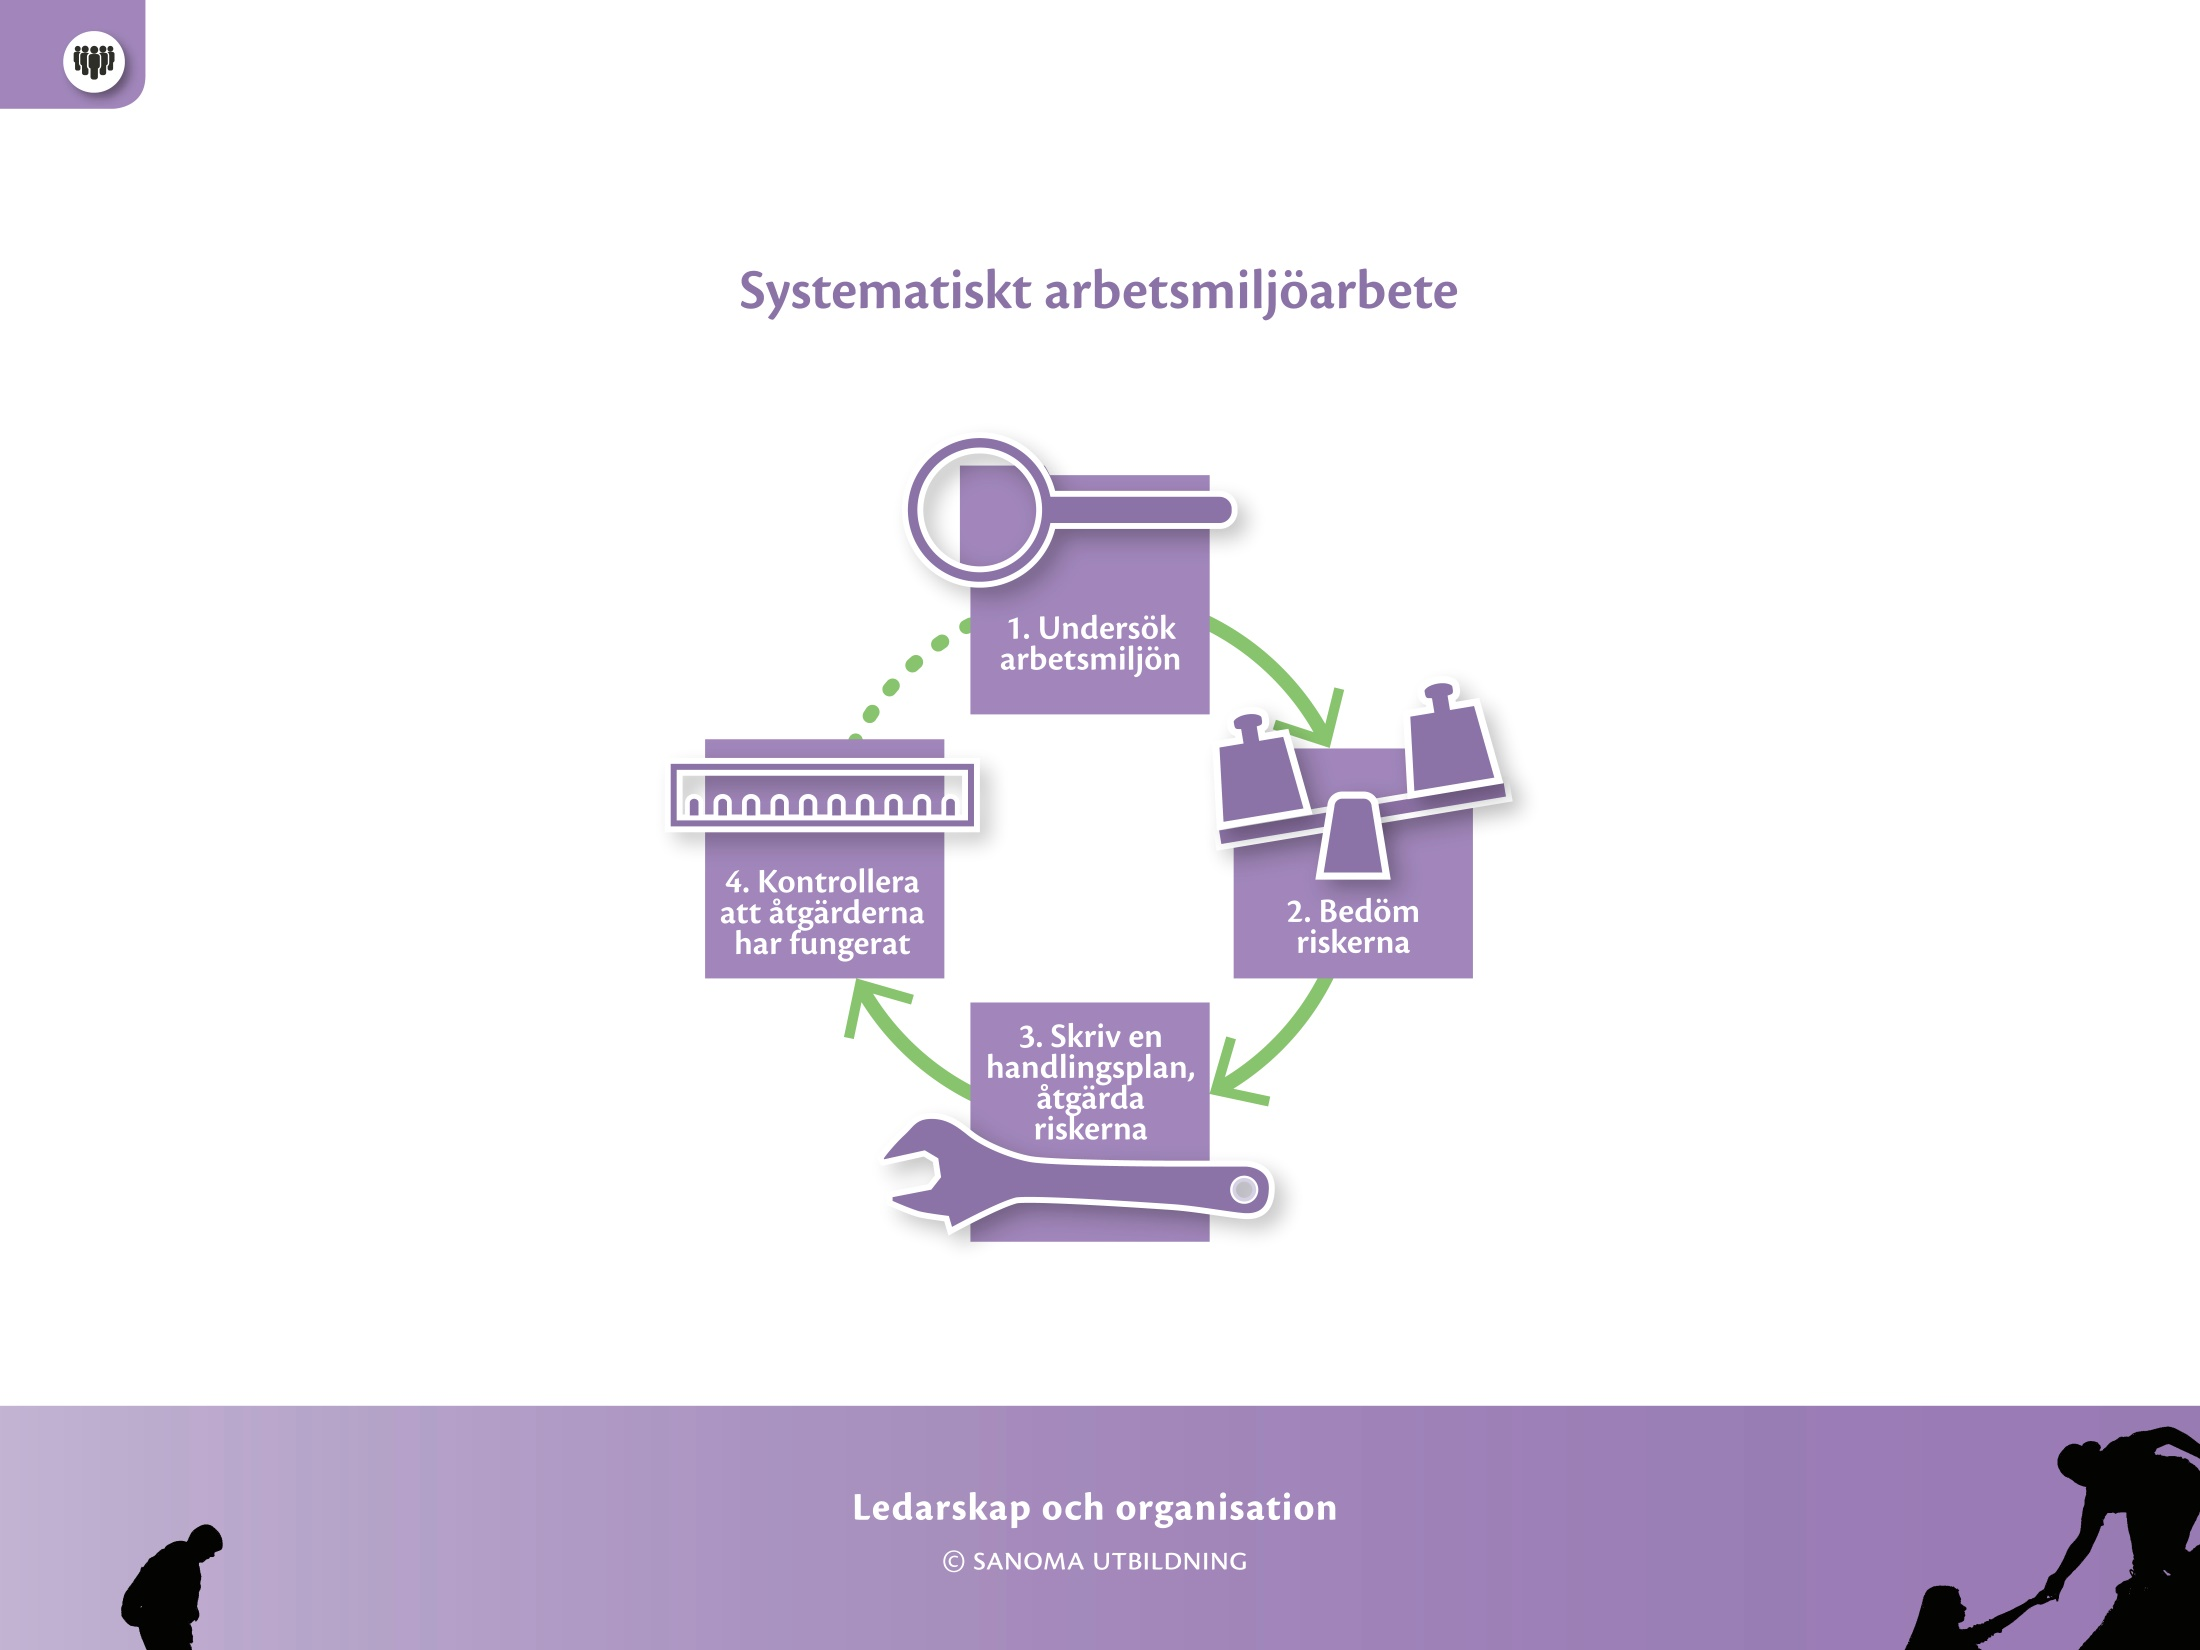 Systematiskt arbetsmiljöarbete
1. Undersök
arbetsmiljön
2. Bedöm
riskerna
3. Skriv en
handlingsplan,
åtgärda
riskerna
4. Kontrollera
att åtgärderna
har fungerat
Ledarskap och organisation
© SANOMA UTBILDNING